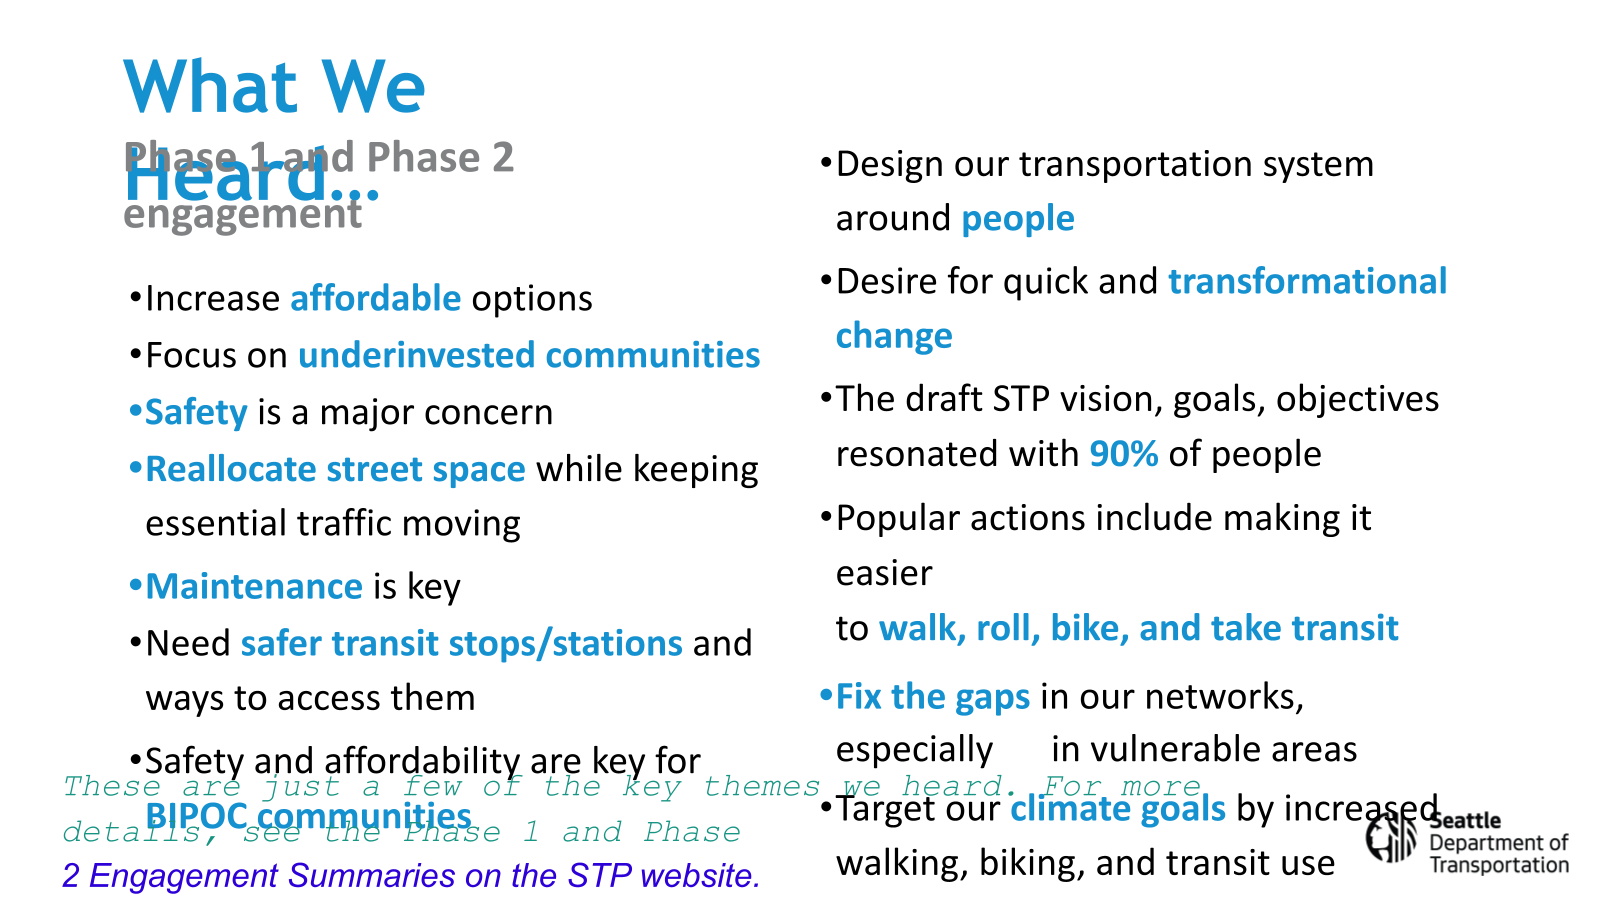 What We
Heard...
Phase 1 and Phase 2
engagement
•Increase affordable options
•Focus on underinvested communities
•Safety is a major concern
•Reallocate street space while keeping
essential traffic moving
•Maintenance is key
•Need safer transit stops/stations and
ways to access them
•Safety and affordability are key for
BIPOC communities
•Design our transportation system
around people
•Desire for quick and transformational
change
•The draft STP vision, goals, objectives
resonated with 90% of people
•Popular actions include making it
easier
to walk, roll, bike, and take transit
•Fix the gaps in our networks,
especially in vulnerable areas
•Target our climate goals by increased
walking, biking, and transit use
These are just a few of the key themes we heard. For more
details, see the Phase 1 and Phase
2 Engagement Summaries on the STP website.
Seattle
Department of
Transportation